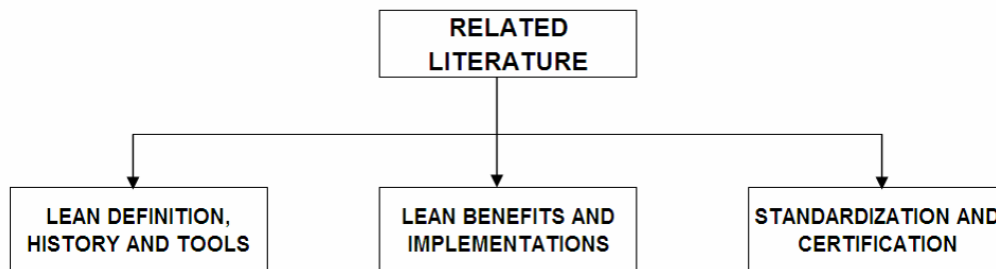 RELATED
LITERATURE
LEAN DEFINITION,
HISTORY AND TOOLS
LEAN BENEFITS AND
IMPLEMENTATIONS
STANDARDIZATION AND
CERTIFICATION